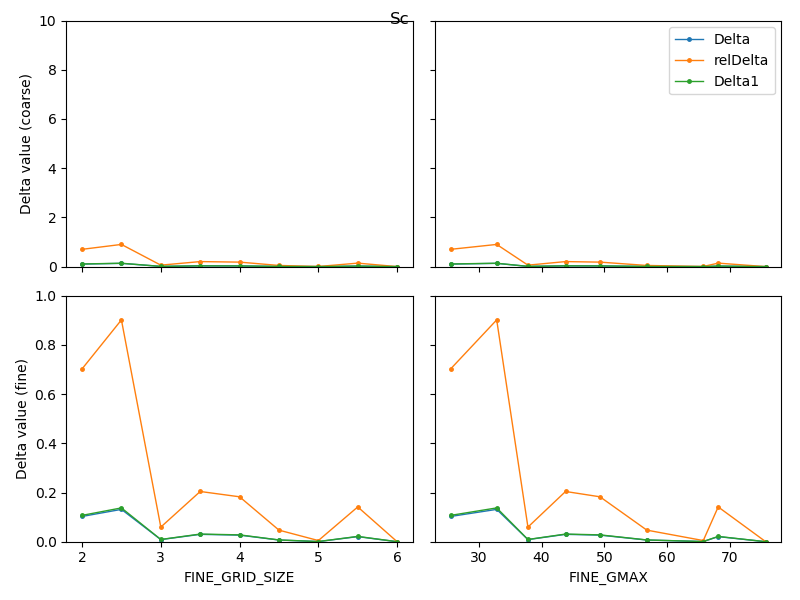 Sc
10
8
6
4
2
0
Delta value (coarse)
Delta
relDelta
Delta1
1.0
0.8
0.6
0.4
0.2
0.0
Delta value (fine)
2 3 4 5 6
FINE_GRID_SIZE
30 40 50 60 70
FINE_GMAX